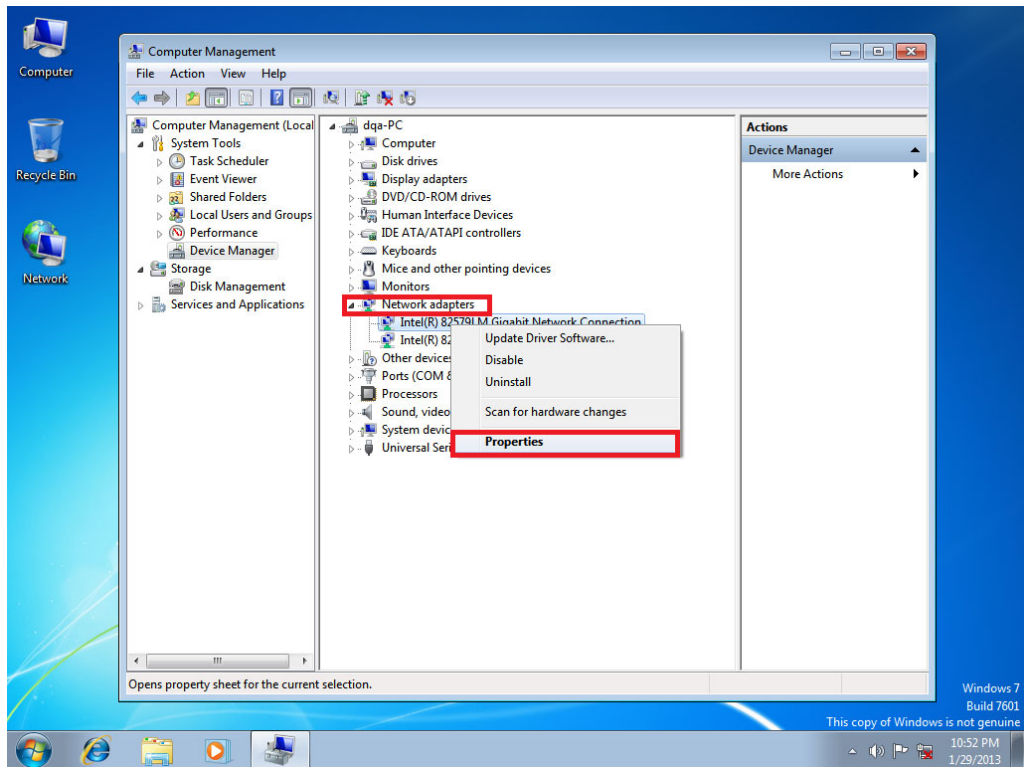 Computer
Recycle Bin
Network
Computer Management
File Action View Help
Computer Management (Local
System Tools
Task Scheduler
Event Viewer
Shared Folders
Local Users and Groups
Performance
Device Manager
Storage
Disk Management
Services and Applications
dqa-PC
Computer
Disk drives
Display adapters
DVD/CD-ROM drives
Human Interface Devices
IDE ATA/ATAPI controllers
Keyboards
Mice and other pointing devices
Monitors
Network adapters
Intel(R) 82579LM Gigabit Network Connection
Intel(R) 82
Other devices
Ports (COM &
Processors
Sound, video
System devic
Universal Seri
Update Driver Software...
Disable
Uninstall
Scan for hardware changes
Properties
Actions
Device Manager
More Actions
Opens property sheet for the current selection.
Windows 7
Build 7601
This copy of Windows is not genuine
10:52 PM
1/29/2013